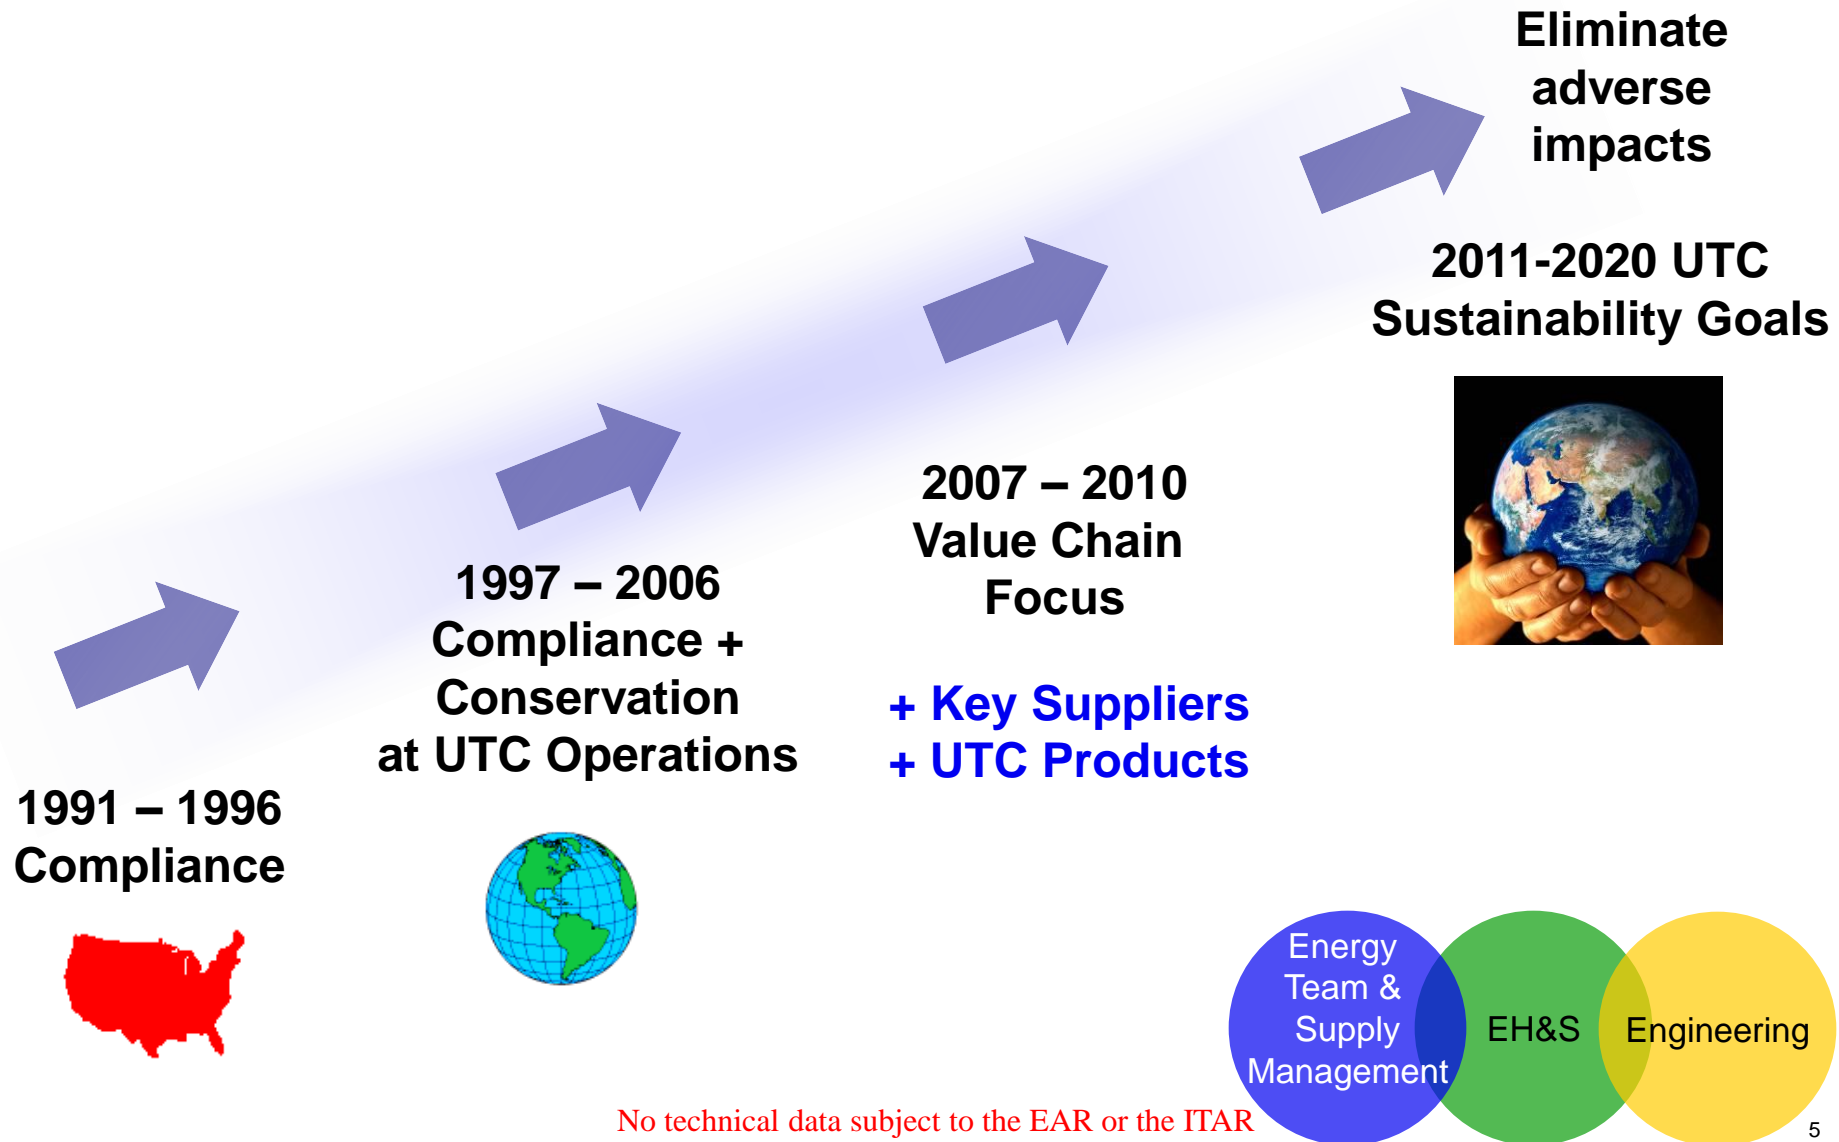 Eliminate
adverse
impacts
2011-2020 UTC
Sustainability Goals
2007 – 2010
Value Chain
Focus
+ Key Suppliers
+ UTC Products
1997 – 2006
Compliance +
Conservation
at UTC Operations
1991 – 1996
Compliance
Energy
Team &
Supply
Management
EH&S
Engineering
No technical data subject to the EAR or the ITAR
5